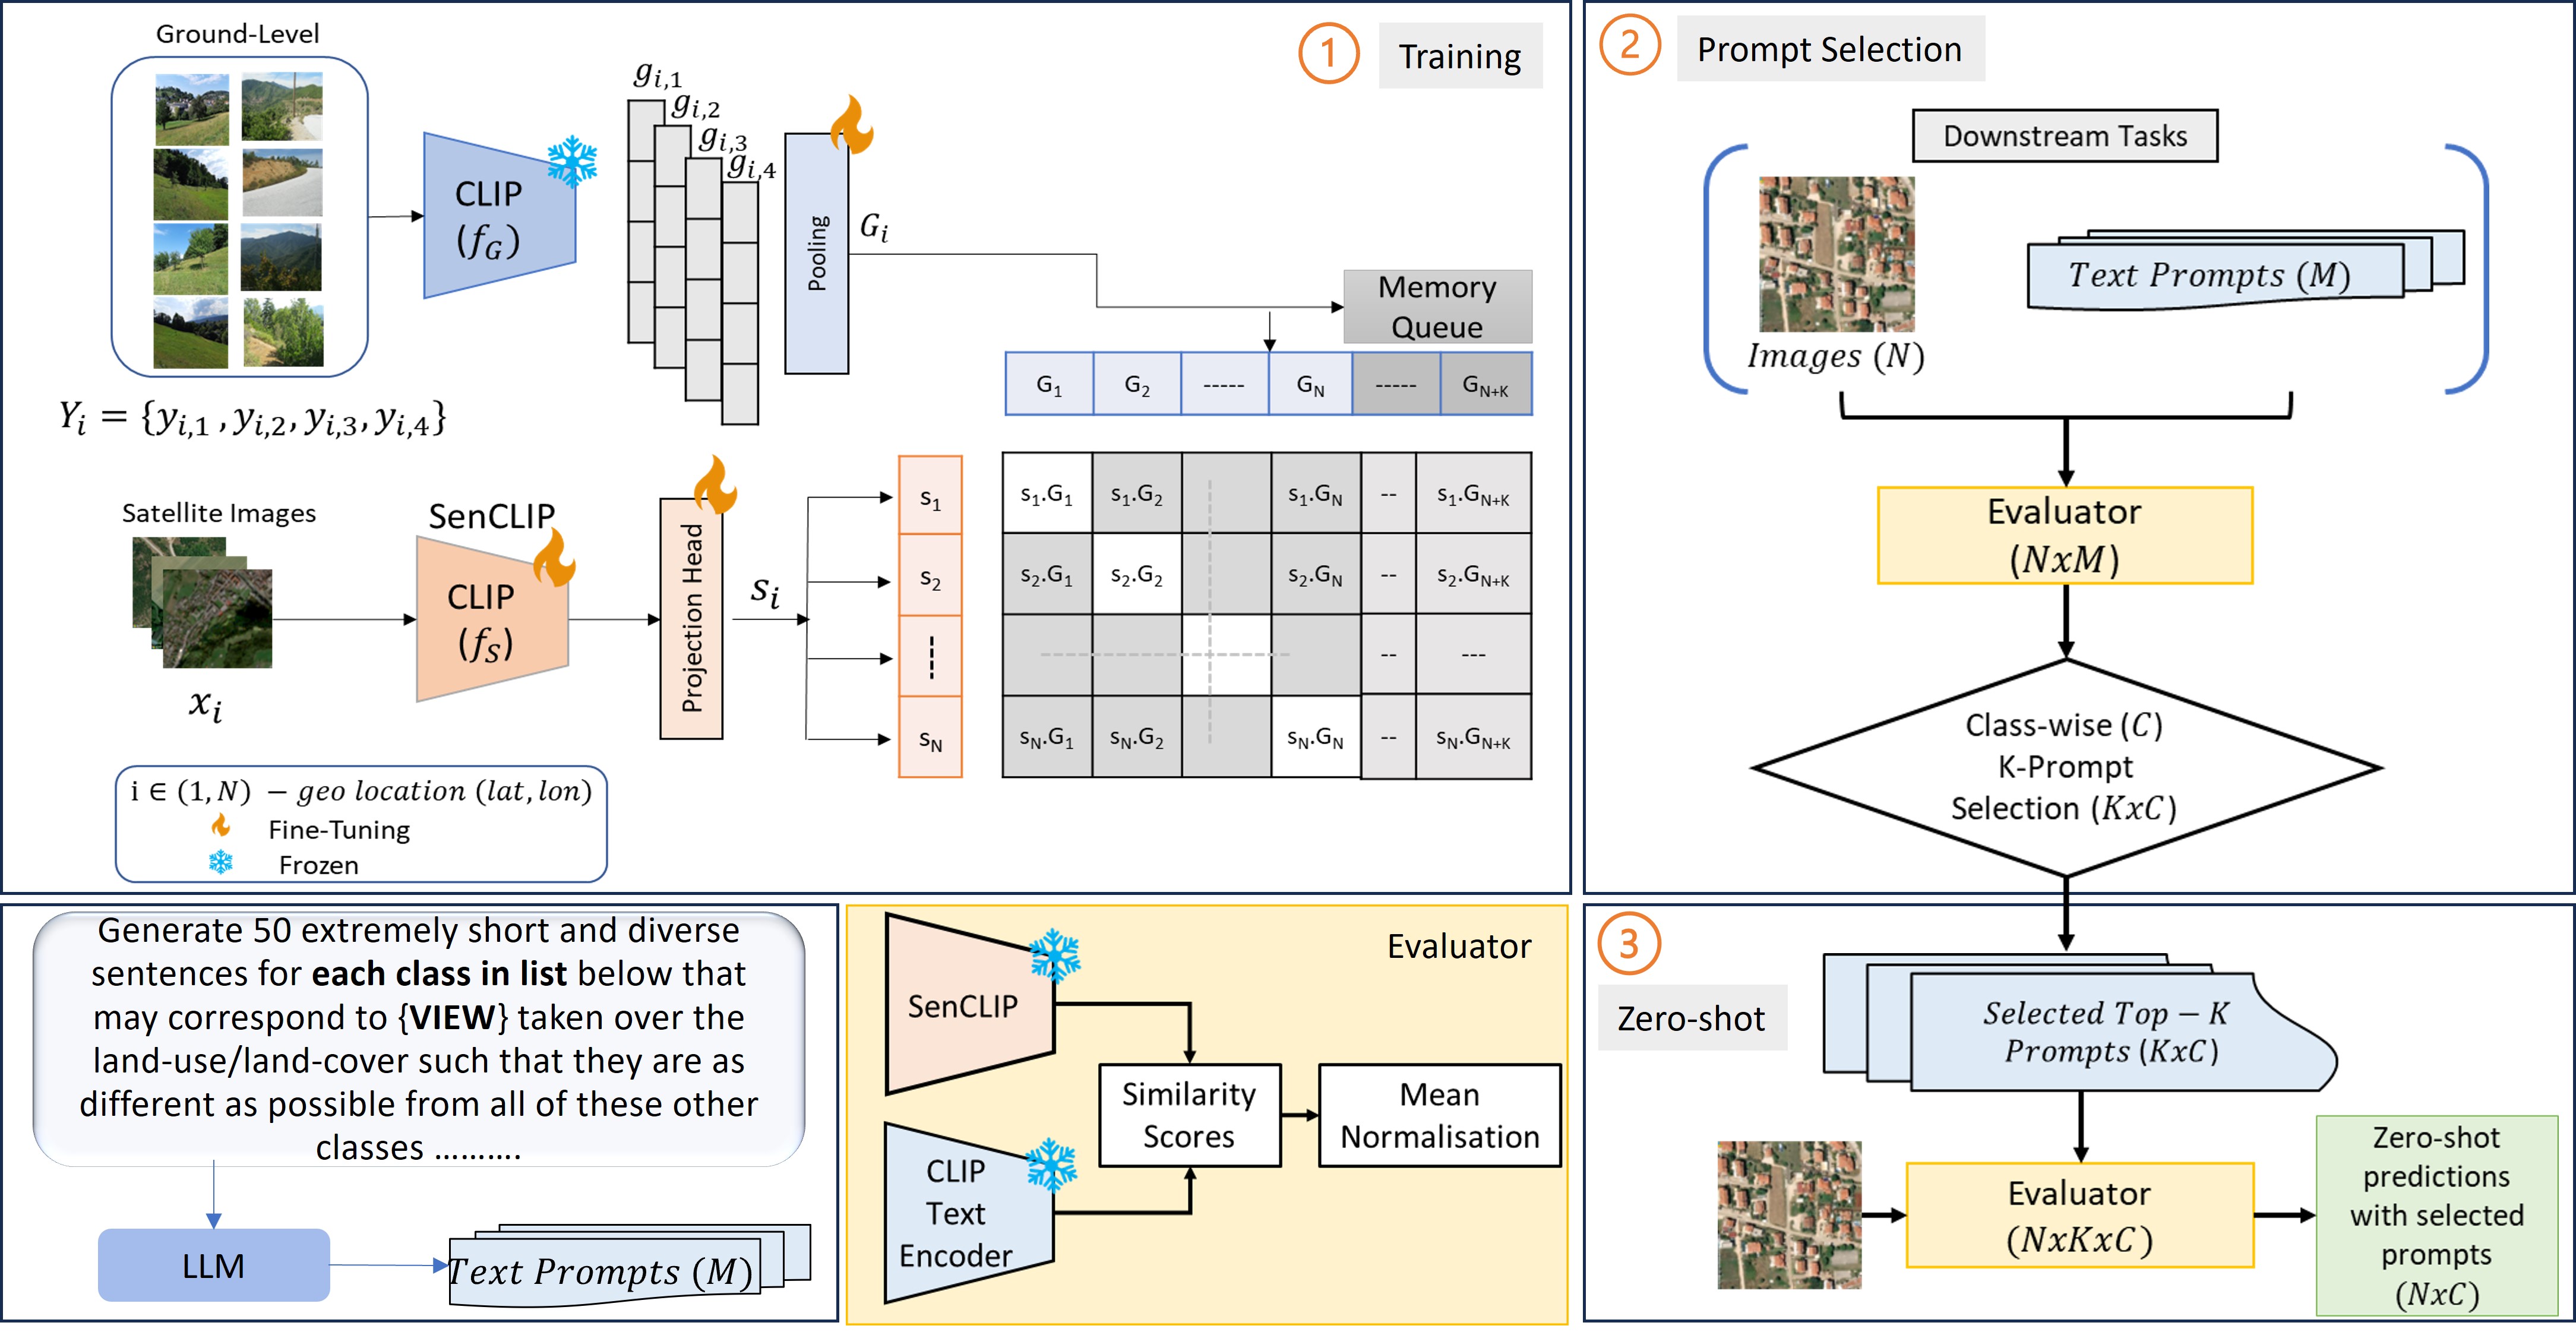 Ground-Level
CLIP
(f_G)
g_{i,1}
g_{i,2}
g_{i,3}
g_{i,4}
Pooling
G_i
1
Training
Memory
Queue
G_1 G_2 ----- G_N ----- G_{N+K}
Y_i = {y_{i,1} , y_{i,2}, y_{i,3}, y_{i,4}}
Satellite Images
x_i
SenCLIP
CLIP
(f_S)
Projection Head
s_i
s_1
s_2
s_N
s_1.G_1 s_1.G_2 s_1.G_N -- s_1.G_{N+K}
s_2.G_1 s_2.G_2 s_2.G_N -- s_2.G_{N+K}
-- ---
s_N.G_1 s_N.G_2 s_N.G_N -- s_N.G_{N+K}
i ∈ (1, N) − geo location (lat, lon)
Fine-Tuning
Frozen
2
Prompt Selection
Downstream Tasks
Images (N)
Text Prompts (M)
Evaluator
(NxM)
Class-wise (C)
K-Prompt
Selection (KxC)
Generate 50 extremely short and diverse
sentences for each class in list below that
may correspond to {VIEW} taken over the
land-use/land-cover such that they are as
different as possible from all of these other
classes ……….
LLM
Text Prompts (M)
Evaluator
SenCLIP
CLIP
Text
Encoder
Similarity
Scores
Mean
Normalisation
3
Zero-shot
Selected Top − K
Prompts (KxC)
Evaluator
(NxKxC)
Zero-shot
predictions
with selected
prompts
(NxC)